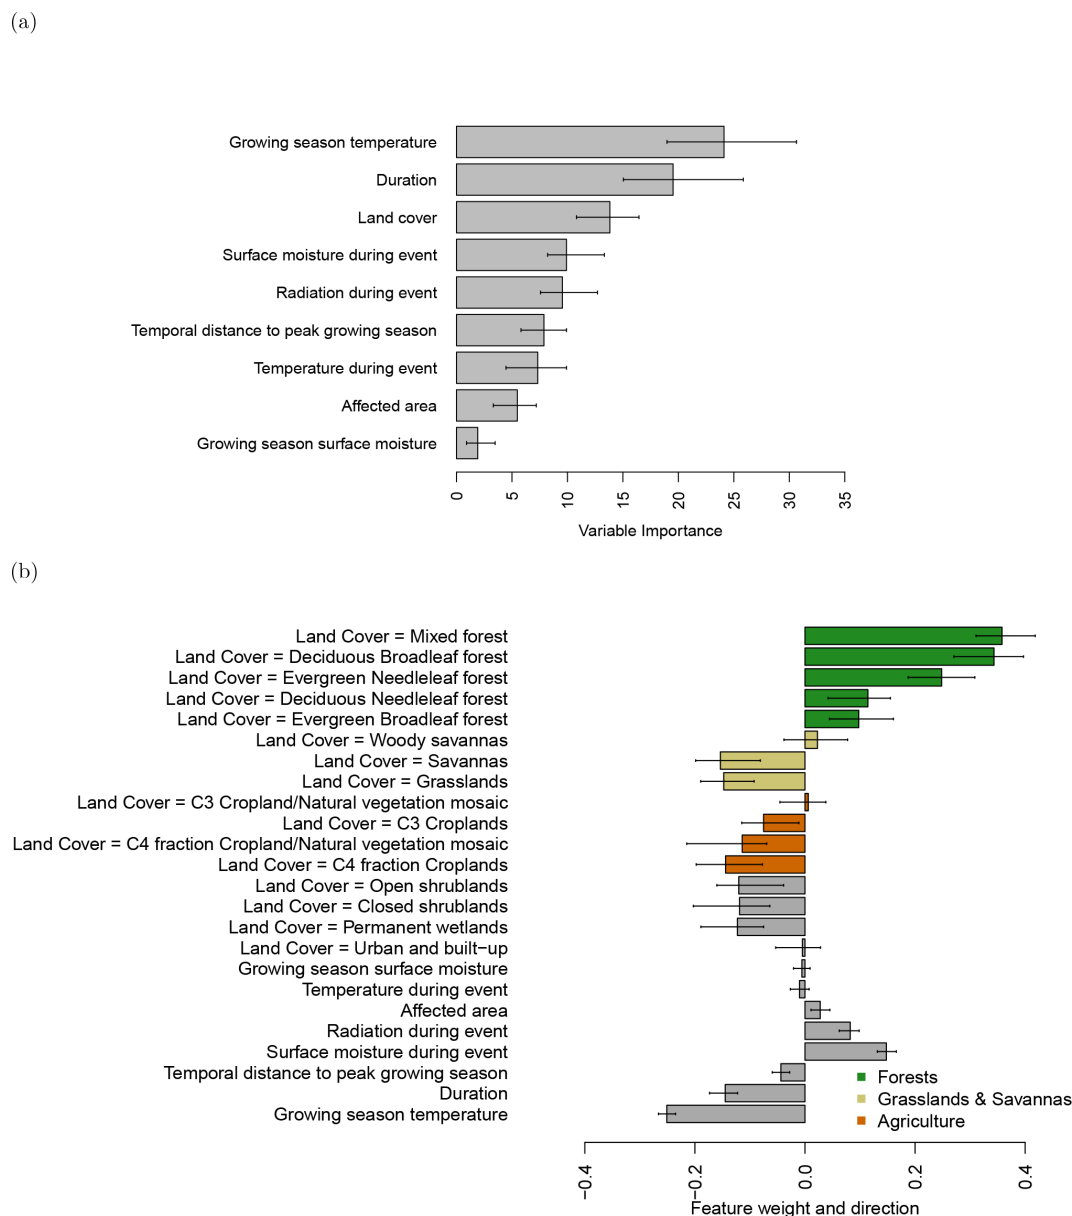 (a)
Growing season temperature
Duration
Land cover
Surface moisture during event
Radiation during event
Temporal distance to peak growing season
Temperature during event
Affected area
Growing season surface moisture
0 5 10 15 20 25 30 35
Variable Importance
(b)
Land Cover = Mixed forest
Land Cover = Deciduous Broadleaf forest
Land Cover = Evergreen Needleleaf forest
Land Cover = Deciduous Needleleaf forest
Land Cover = Evergreen Broadleaf forest
Land Cover = Woody savannas
Land Cover = Savannas
Land Cover = Grasslands
Land Cover = C3 Cropland/Natural vegetation mosaic
Land Cover = C3 Croplands
Land Cover = C4 fraction Cropland/Natural vegetation mosaic
Land Cover = C4 fraction Croplands
Land Cover = Open shrublands
Land Cover = Closed shrublands
Land Cover = Permanent wetlands
Land Cover = Urban and built−up
Growing season surface moisture
Temperature during event
Affected area
Radiation during event
Surface moisture during event
Temporal distance to peak growing season
Duration
Growing season temperature
Forests
Grasslands & Savannas
Agriculture
−0.4 −0.2 0.0 0.2 0.4
Feature weight and direction